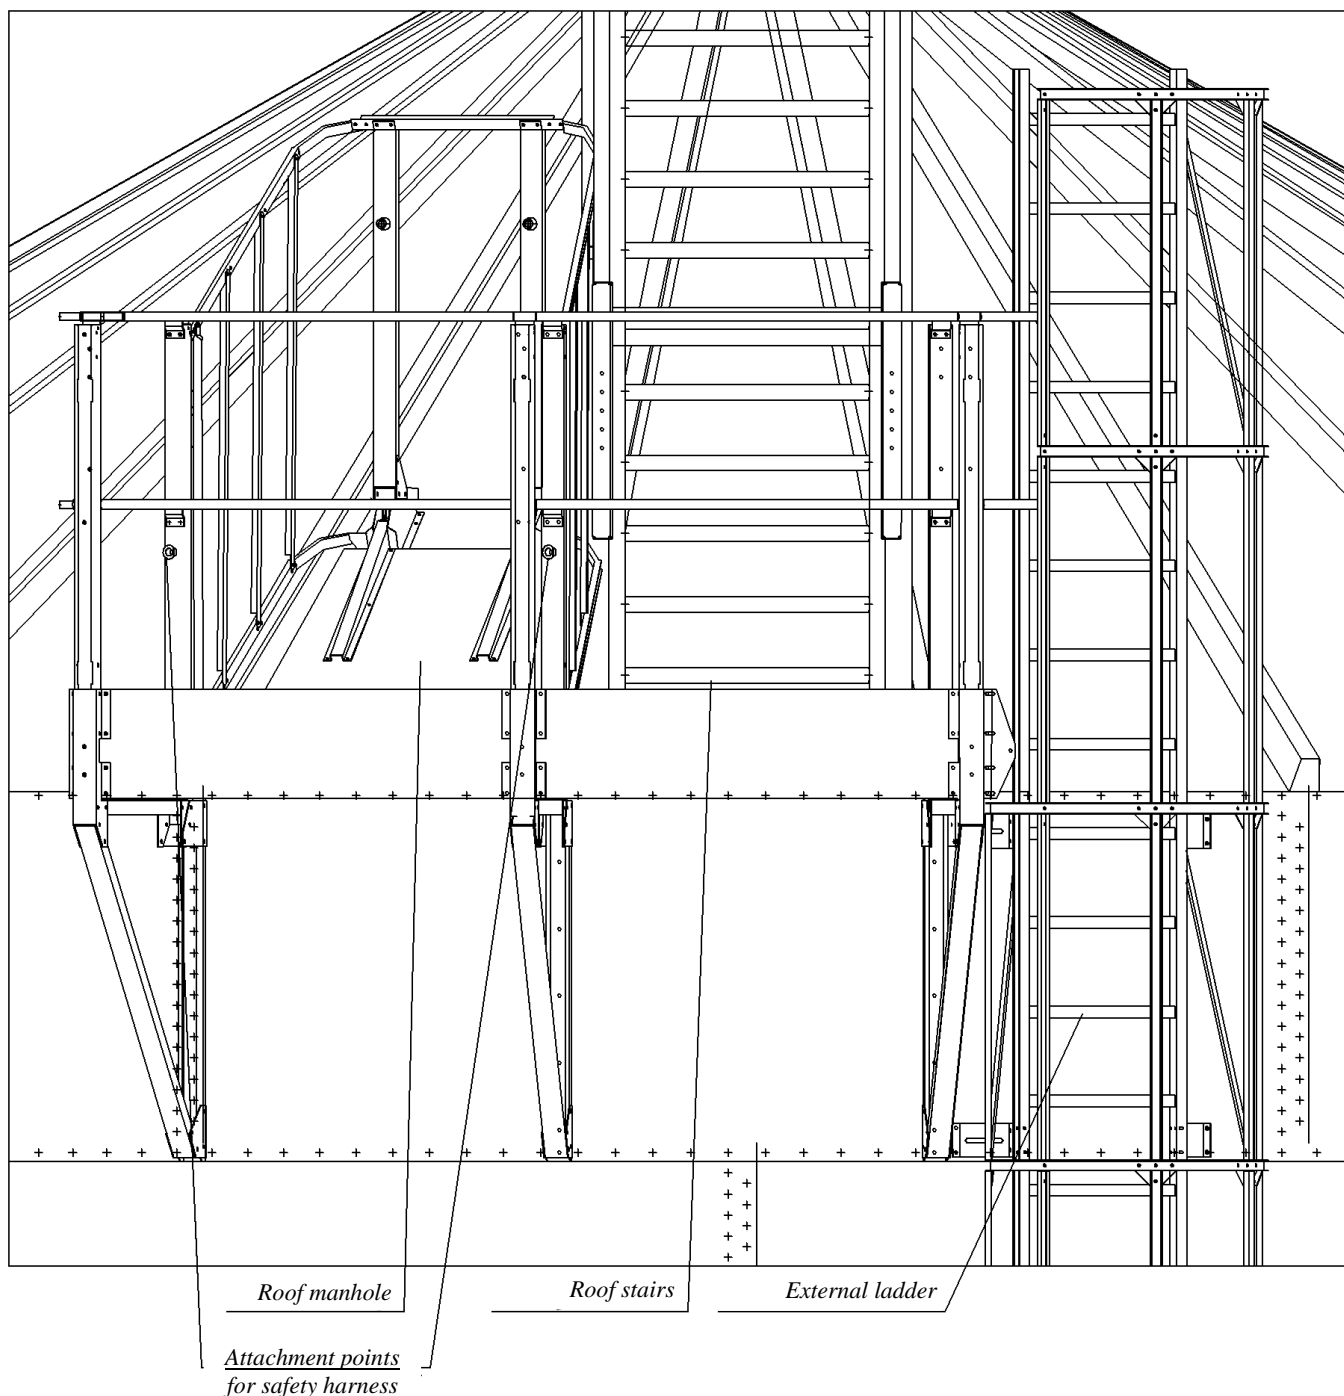 Roof manhole
Roof stairs
External ladder
Attachment points
for safety harness